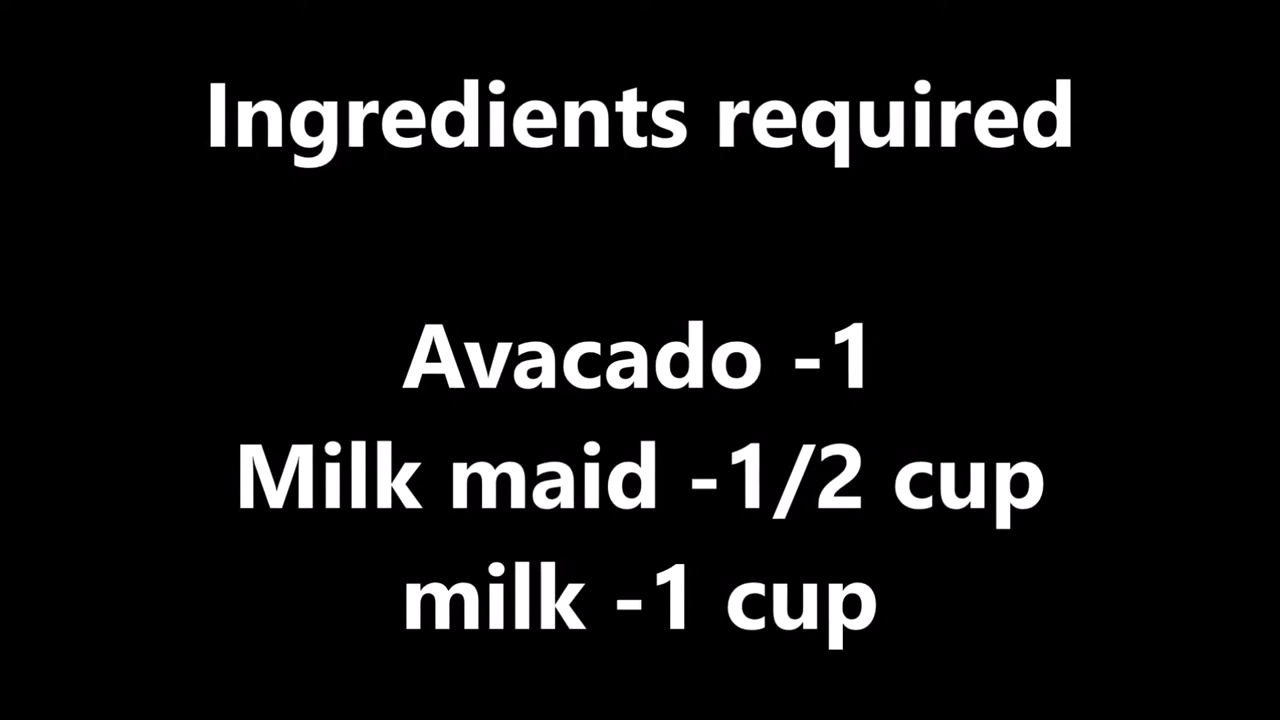 Ingredients required
Avacado -1
Milk maid -1/2 cup
milk -1 cup